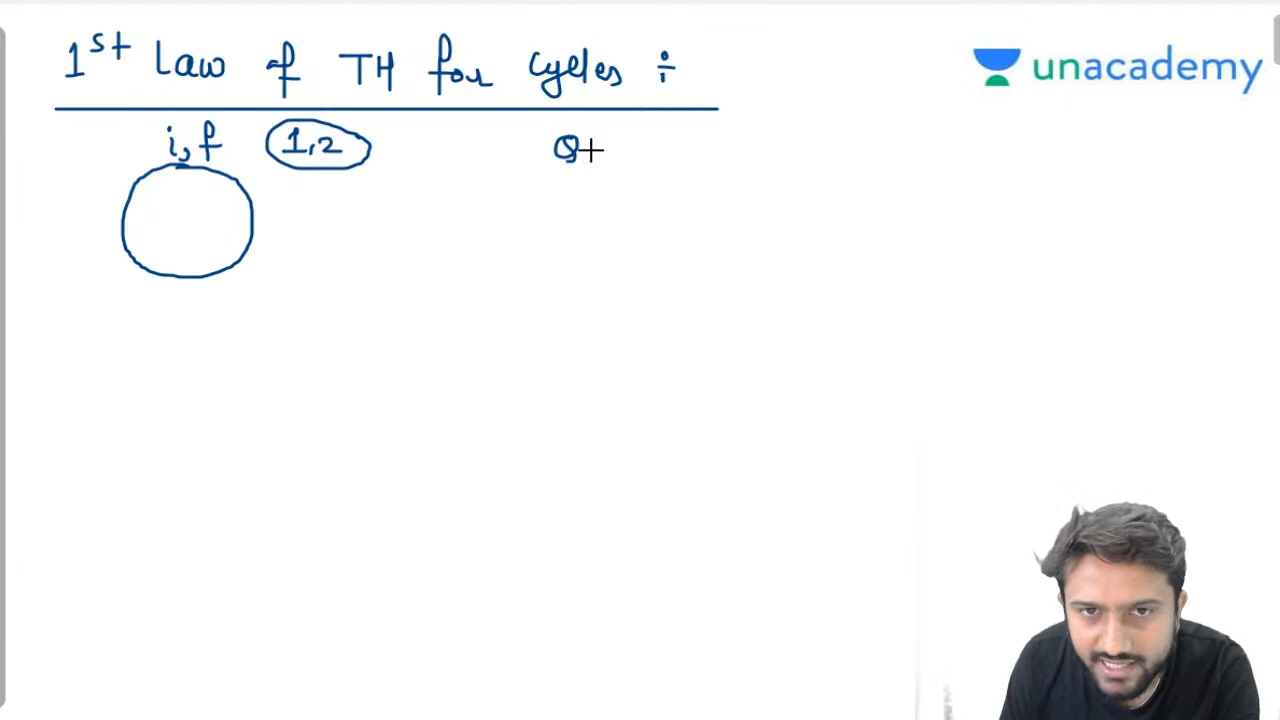 1st Law of TH for cycles ÷
unacademy
i, f 1,2 Q